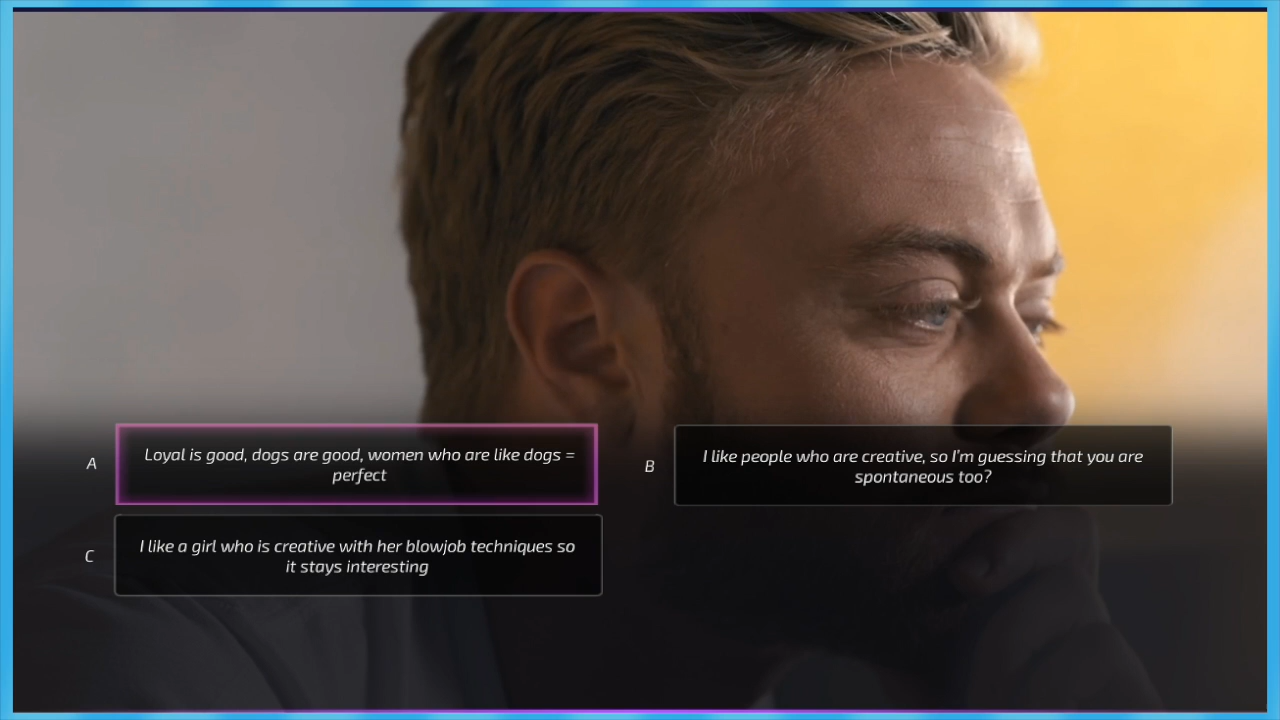 A
Loyal is good, dogs are good, women who are like dogs =
perfect
B
I like people who are creative, so I'm guessing that you are
spontaneous too?
C
I like a girl who is creative with her blowjob techniques so
it stays interesting